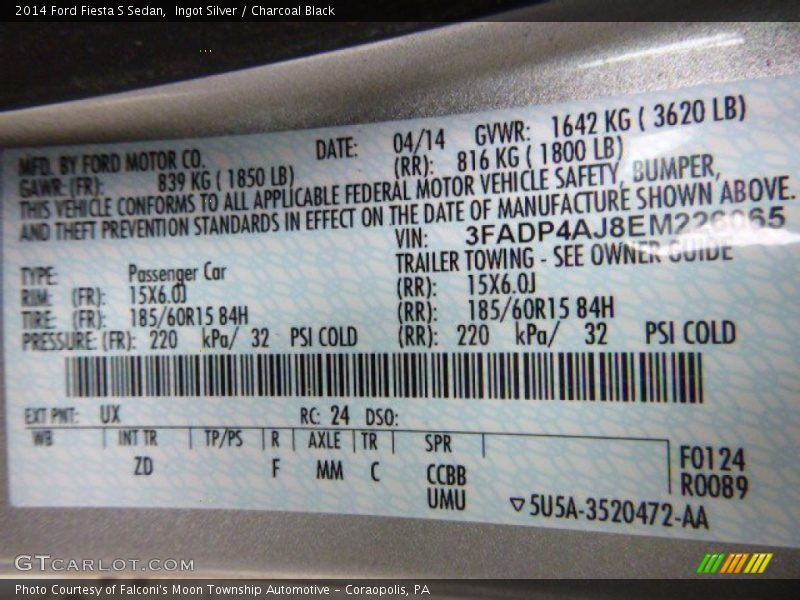 2014 Ford Fiesta S Sedan,  Ingot Silver / Charcoal Black
MFD. BY FORD MOTOR CO. DATE: 04/14 GVWR: 1642 KG ( 3620 LB)
GAWR: (FR): 839 KG ( 1850 LB) (RR): 816 KG ( 1800 LB)
THIS VEHICLE CONFORMS TO ALL APPLICABLE FEDERAL MOTOR VEHICLE SAFETY, BUMPER,
AND THEFT PREVENTION STANDARDS IN EFFECT ON THE DATE OF MANUFACTURE SHOWN ABOVE.
VIN: 3FADP4AJ8EM226065
TRAILER TOWING - SEE OWNER GUIDE
TYPE: Passenger Car
RIM: (FR): 15X6.0J (RR): 15X6.0J
TIRE: (FR): 185/60R15 84H (RR): 185/60R15 84H
PRESSURE: (FR): 220 kPa/ 32 PSI COLD (RR): 220 kPa/ 32 PSI COLD
EXT PNT: UX RC: 24 DSO:
WB INT TR TP/PS R AXLE TR SPR
ZD F MM C CCBB
UMU
F0124
R0089
▽5U5A-3520472-AA
GTCARLOT.COM
Photo Courtesy of Falconi's Moon Township Automotive - Coraopolis, PA